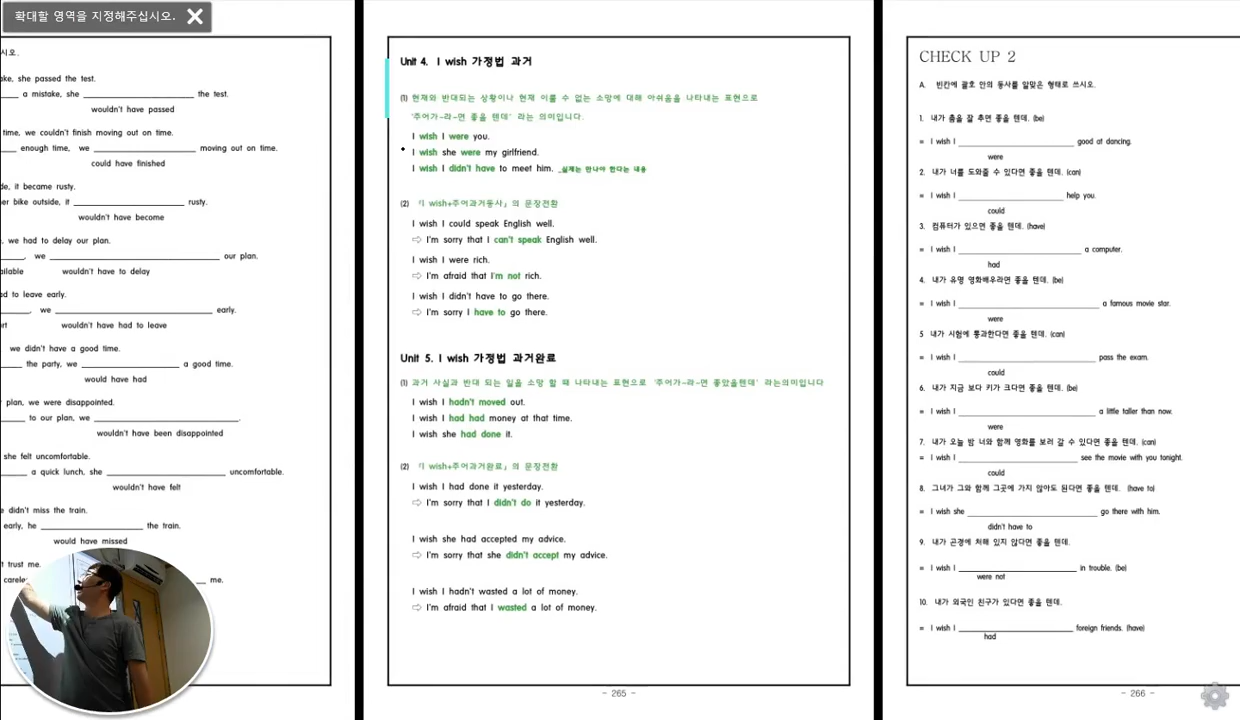 확대할 영역을 지정해주십시오.
시오.
ke, she passed the test.
____ a mistake, she ______________________ the test.
wouldn't have passed
time, we couldn't finish moving out on time.
____ enough time, we ______________________ moving out on time.
could have finished
de, it became rusty.
er bike outside, it ______________________ rusty.
wouldn't have become
, we had to delay our plan.
____, we ______________________ our plan.
ailable wouldn't have to delay
ed to leave early.
____, we ______________________ early.
rt wouldn't have had to leave
we didn't have a good time.
____ the party, we ______________________ a good time.
would have had
plan, we were disappointed.
____ to our plan, we ______________________.
wouldn't have been disappointed
she felt uncomfortable.
____ a quick lunch, she ______________________ uncomfortable.
wouldn't have felt
e didn't miss the train.
early, he ______________________ the train.
would have missed
t trust me.
carele
__ me.
Unit 4. I wish 가정법 과거
(1) 현재와 반대되는 상황이나 현재 이룰 수 없는 소망에 대해 아쉬움을 나타내는 표현으로
'주어가~라~면 좋을 텐데' 라는 의미입니다.
I wish I were you.
I wish she were my girlfriend.
I wish I didn't have to meet him. _실제는 만나야 한다는 내용
(2) 「I wish+주어과거동사」의 문장전환
I wish I could speak English well.
⇨ I'm sorry that I can't speak English well.
I wish I were rich.
⇨ I'm afraid that I'm not rich.
I wish I didn't have to go there.
⇨ I'm sorry I have to go there.
Unit 5. I wish 가정법 과거완료
(1) 과거 사실과 반대 되는 일을 소망 할 때 나타내는 표현으로 '주어가~라~면 좋았을텐데' 라는의미입니다
I wish I hadn't moved out.
I wish I had had money at that time.
I wish she had done it.
(2) 「I wish+주어과거완료」의 문장전환
I wish I had done it yesterday.
⇨ I'm sorry that I didn't do it yesterday.
I wish she had accepted my advice.
⇨ I'm sorry that she didn't accept my advice.
I wish I hadn't wasted a lot of money.
⇨ I'm afraid that I wasted a lot of money.
- 265 -
CHECK UP 2
A. 빈칸에 괄호 안의 동사를 알맞은 형태로 쓰시오.
1. 내가 춤을 잘 추면 좋을 텐데. (be)
= I wish I ______________________ good at dancing.
were
2. 내가 너를 도와줄 수 있다면 좋을 텐데. (can)
= I wish I ______________________ help you.
could
3. 컴퓨터가 있으면 좋을 텐데. (have)
= I wish I ______________________ a computer.
had
4. 내가 유명 영화배우라면 좋을 텐데. (be)
= I wish I ______________________ a famous movie star.
were
5 내가 시험에 통과한다면 좋을 텐데. (can)
= I wish I ______________________ pass the exam.
could
6. 내가 지금 보다 키가 크다면 좋을 텐데. (be)
= I wish I ______________________ a little taller than now.
were
7. 내가 오늘 밤 너와 함께 영화를 보러 갈 수 있다면 좋을 텐데. (can)
= I wish I ______________________ see the movie with you tonight.
could
8. 그녀가 그와 함께 그곳에 가지 않아도 된다면 좋을 텐데. (have to)
= I wish she ______________________ go there with him.
didn't have to
9. 내가 곤경에 처해 있지 않다면 좋을 텐데.
= I wish I ______________________ in trouble. (be)
were not
10. 내가 외국인 친구가 있다면 좋을 텐데.
= I wish I ______________________ foreign friends. (have)
had
- 266 -